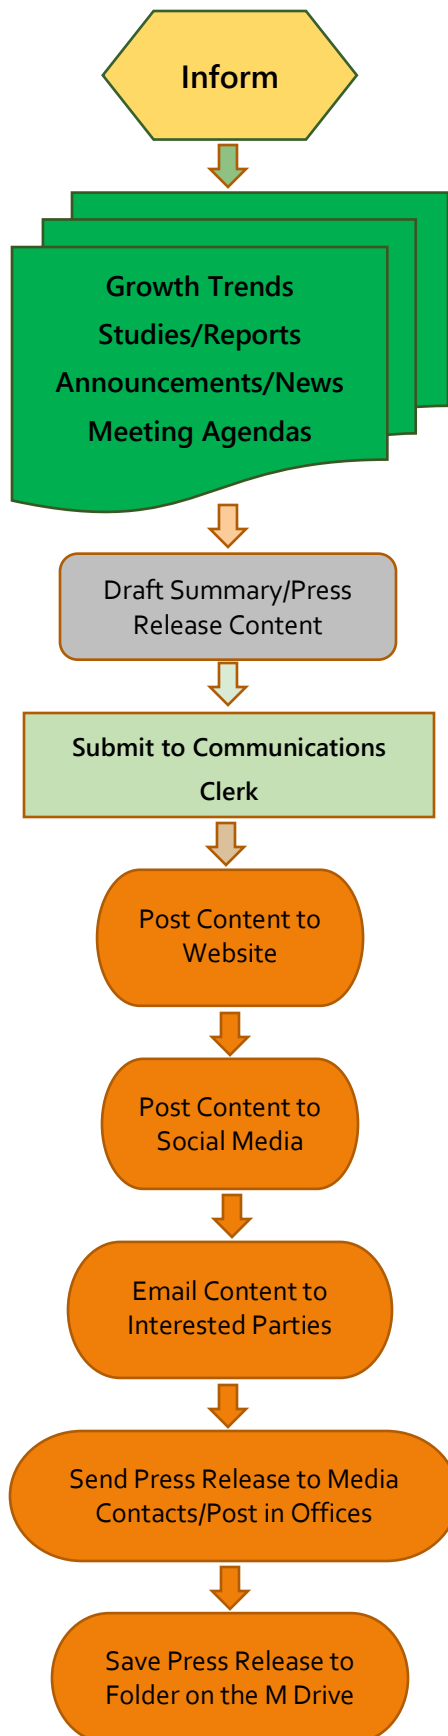 Inform
Growth Trends
Studies/Reports
Announcements/News
Meeting Agendas
Draft Summary/Press
Release Content
Submit to Communications
Clerk
Post Content to
Website
Post Content to
Social Media
Email Content to
Interested Parties
Send Press Release to Media
Contacts/Post in Offices
Save Press Release to
Folder on the M Drive